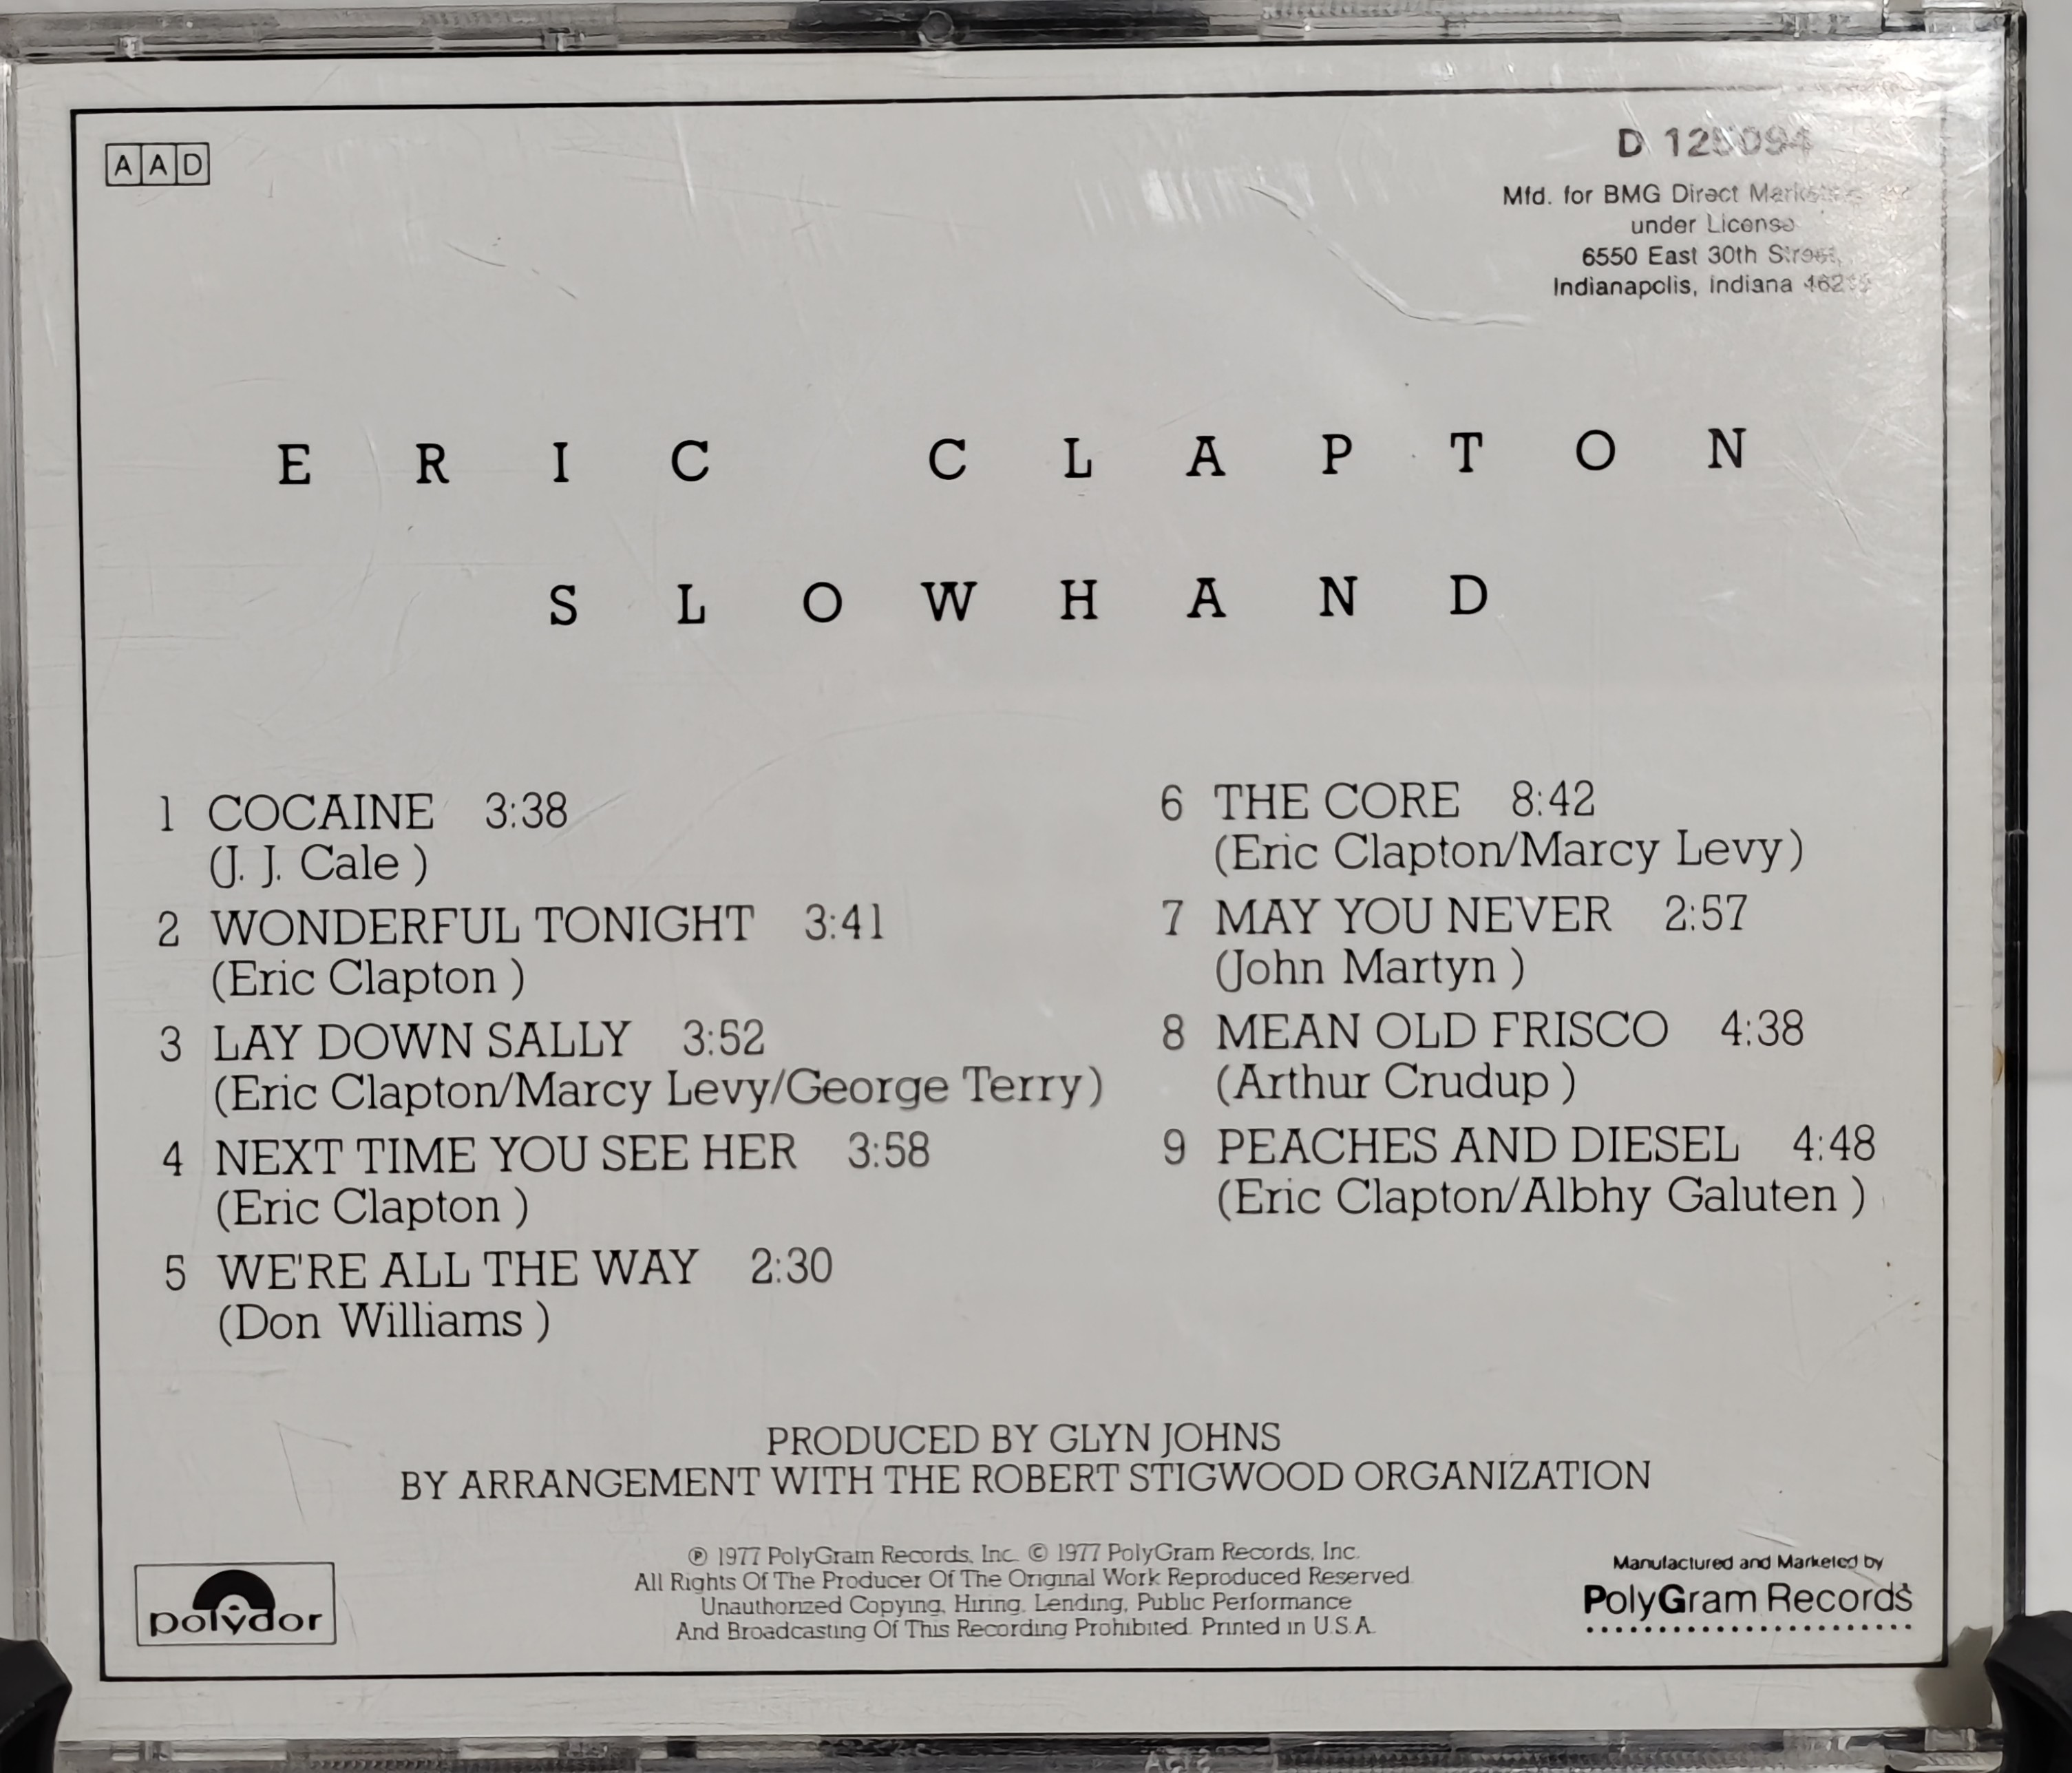 AAD
D 125094
Mfd. for BMG Direct
under License
6550 East 30th Street,
Indianapolis, Indiana
ERIC CLAPTON
SLOWHAND
1 COCAINE 3:38
(J. J. Cale )
2 WONDERFUL TONIGHT 3:41
(Eric Clapton )
3 LAY DOWN SALLY 3:52
(Eric Clapton/Marcy Levy/George Terry)
4 NEXT TIME YOU SEE HER 3:58
(Eric Clapton )
5 WE'RE ALL THE WAY 2:30
(Don Williams )
6 THE CORE 8:42
(Eric Clapton/Marcy Levy)
7 MAY YOU NEVER 2:57
(John Martyn )
8 MEAN OLD FRISCO 4:38
(Arthur Crudup )
9 PEACHES AND DIESEL 4:48
(Eric Clapton/Albhy Galuten )
PRODUCED BY GLYN JOHNS
BY ARRANGEMENT WITH THE ROBERT STIGWOOD ORGANIZATION
℗ 1977 PolyGram Records, Inc. © 1977 PolyGram Records, Inc.
All Rights Of The Producer Of The Original Work Reproduced Reserved
Unauthorized Copying, Hiring, Lending, Public Performance
And Broadcasting Of This Recording Prohibited. Printed in U.S.A.
polydor
Manufactured and Marketed by
PolyGram Records